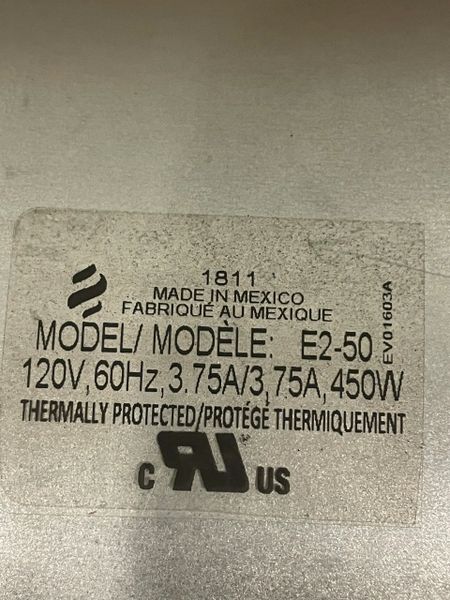 1811
MADE IN MEXICO
FABRIQUÉ AU MEXIQUE
MODEL/ MODÈLE: E2-50
120V, 60Hz, 3.75A/3,75A, 450W
THERMALLY PROTECTED/PROTÉGÉ THERMIQUEMENT
C RU US
EV01603A